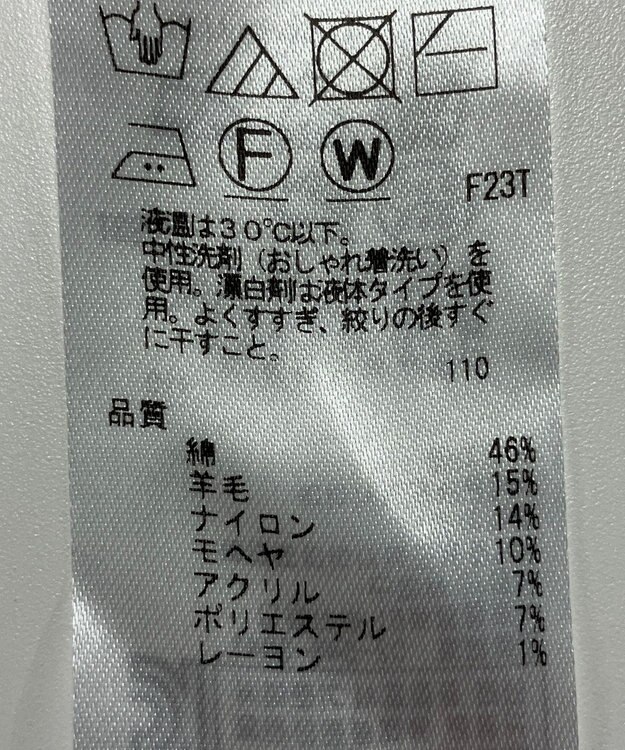 F W
F23T
液温は30℃以下。
中性洗剤(おしゃれ着洗い)を
使用。漂白剤は液体タイプを使
用。よくすすぎ、絞りの後すぐ
に干すこと。
110
品質
綿 46%
羊毛 15%
ナイロン 14%
モヘヤ 10%
アクリル 7%
ポリエステル 7%
レーヨン 1%